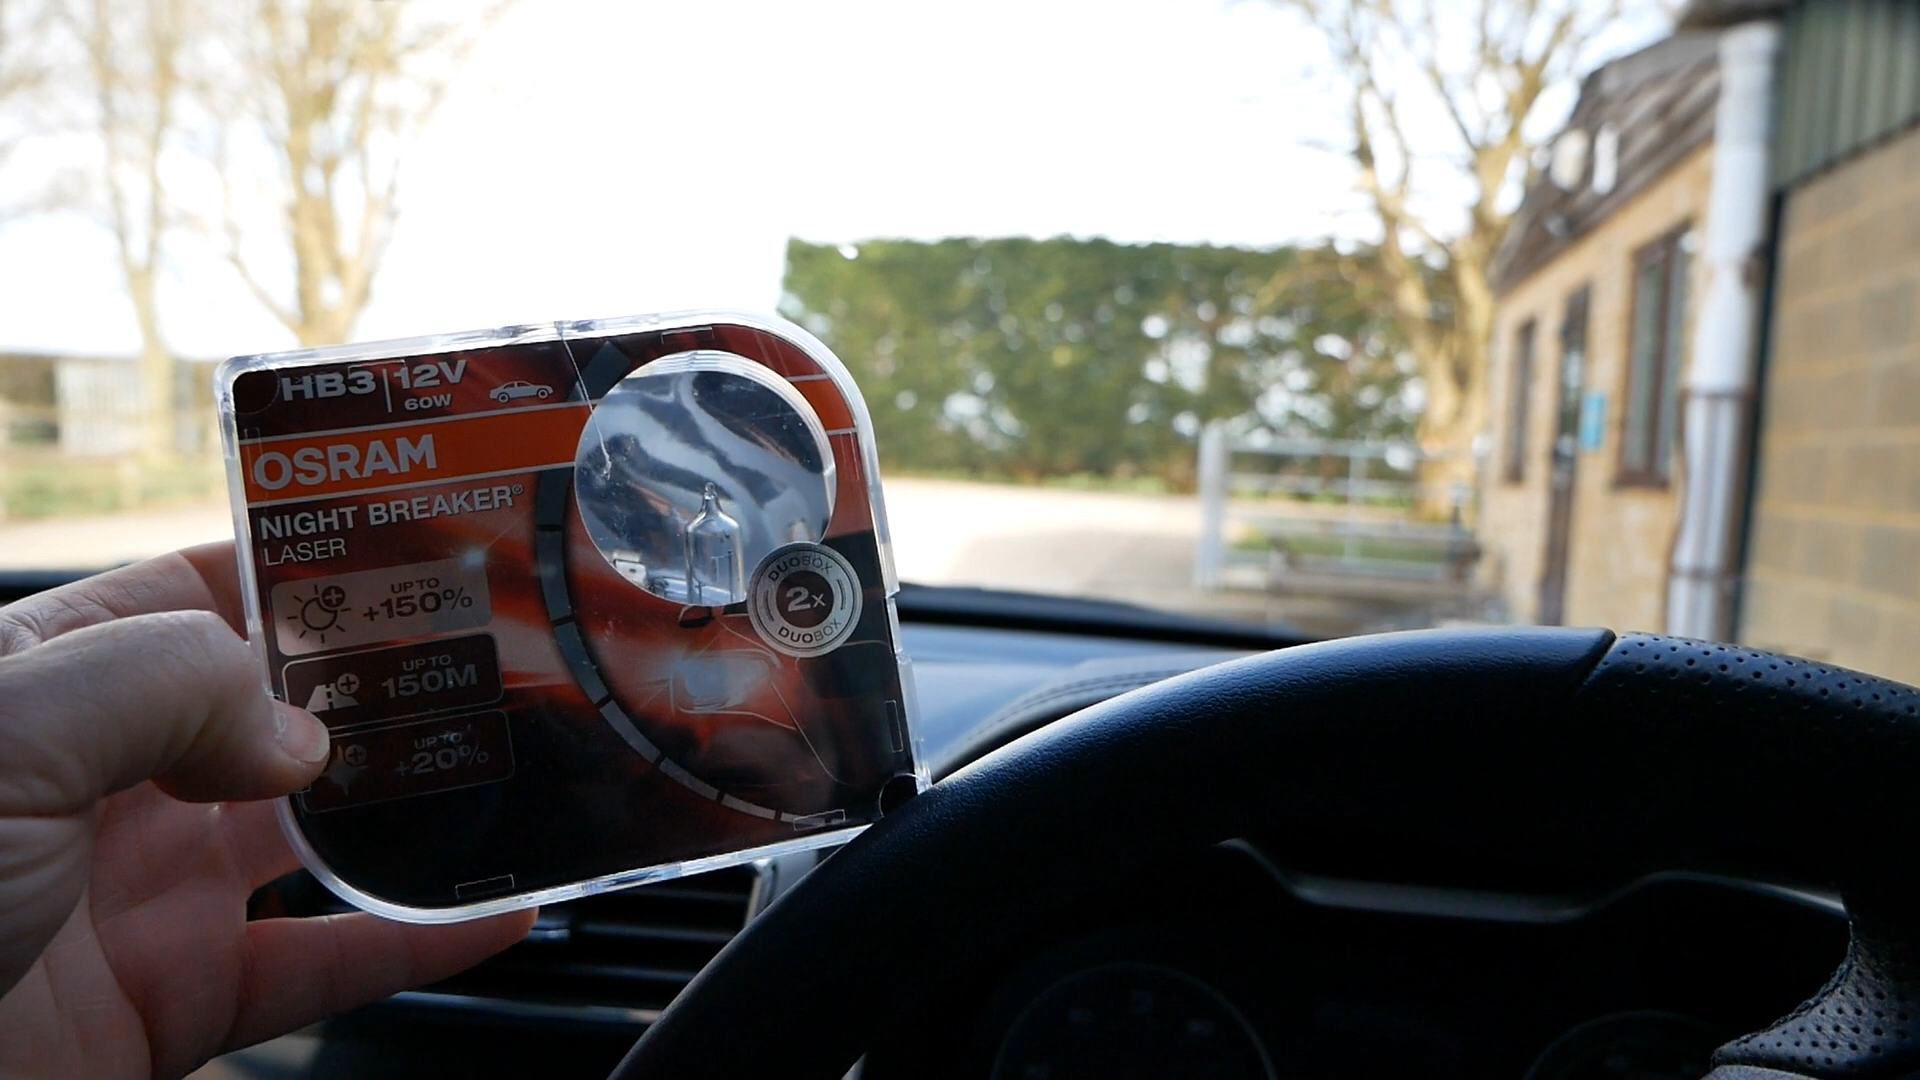 HB3 | 12V
60W
OSRAM
NIGHT BREAKER®
LASER
UP TO
+150%
UP TO
150M
UP TO
+20%
DUOBOX
2x
DUOBOX